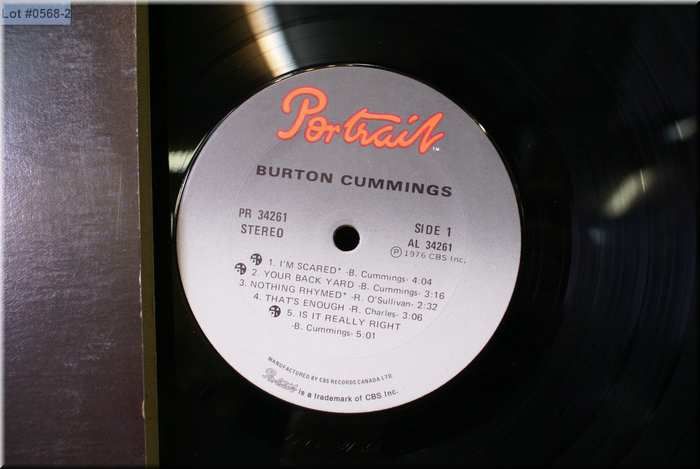 Lot #0568-2
Portrait™
BURTON CUMMINGS
PR 34261
STEREO
SIDE 1
AL 34261
Ⓟ 1976 CBS Inc.
1. I'M SCARED* -B. Cummings- 4:04
2. YOUR BACK YARD -B. Cummings- 3:16
3. NOTHING RHYMED* -R. O'Sullivan- 2:32
4. THAT'S ENOUGH -R. Charles- 3:06
5. IS IT REALLY RIGHT
-B. Cummings- 5:01
MANUFACTURED BY CBS RECORDS CANADA LTD.
Portrait is a trademark of CBS Inc.